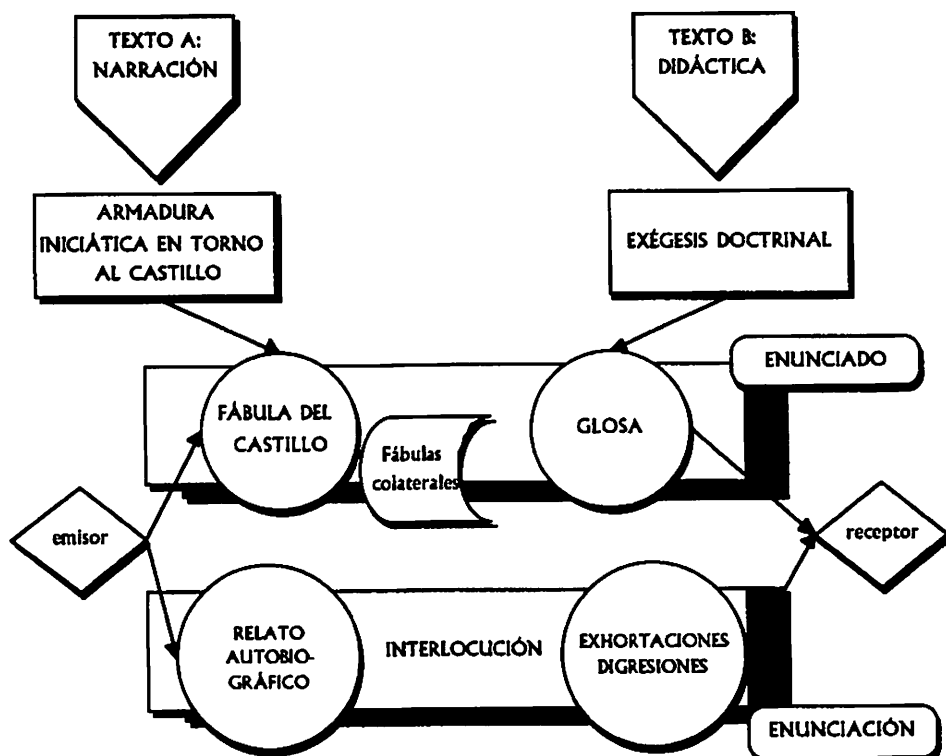 TEXTO A:
NARRACIÓN
TEXTO B:
DIDÁCTICA
ARMADURA
INICIÁTICA EN TORNO
AL CASTILLO
EXÉGESIS DOCTRINAL
ENUNCIADO
FÁBULA DEL
CASTILLO
Fábulas
colaterales
GLOSA
emisor
receptor
RELATO
AUTOBIO-
GRÁFICO
INTERLOCUCIÓN
EXHORTACIONES
DIGRESIONES
ENUNCIACIÓN